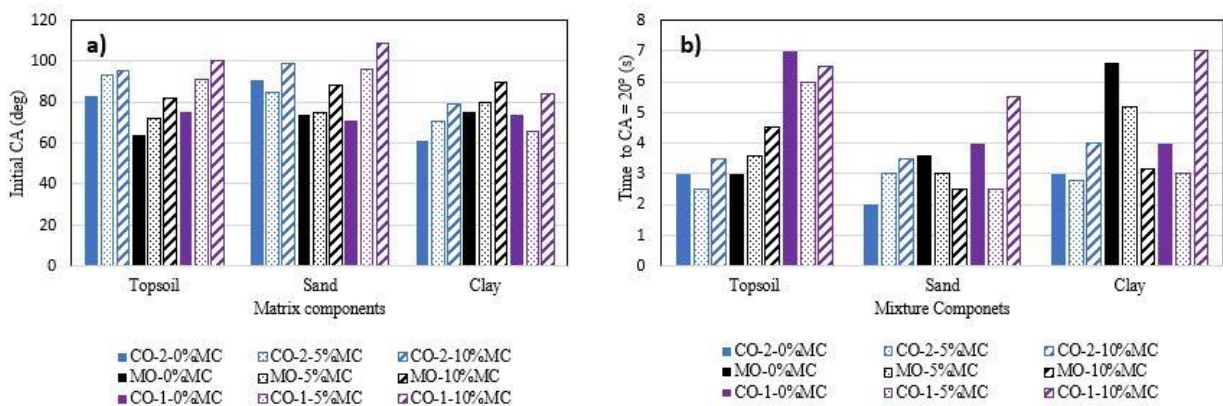 a)
Initial CA (deg)
120
100
80
60
40
20
0
Topsoil Sand Clay
Matrix components
CO-2-0%MC CO-2-5%MC CO-2-10%MC
MO-0%MC MO-5%MC MO-10%MC
CO-1-0%MC CO-1-5%MC CO-1-10%MC
b)
Time to CA = 20° (s)
8
7
6
5
4
3
2
1
0
Topsoil Sand Clay
Mixture Componets
CO-2-0%MC CO-2-5%MC CO-2-10%MC
MO-0%MC MO-5%MC MO-10%MC
CO-1-0%MC CO-1-5%MC CO-1-10%MC